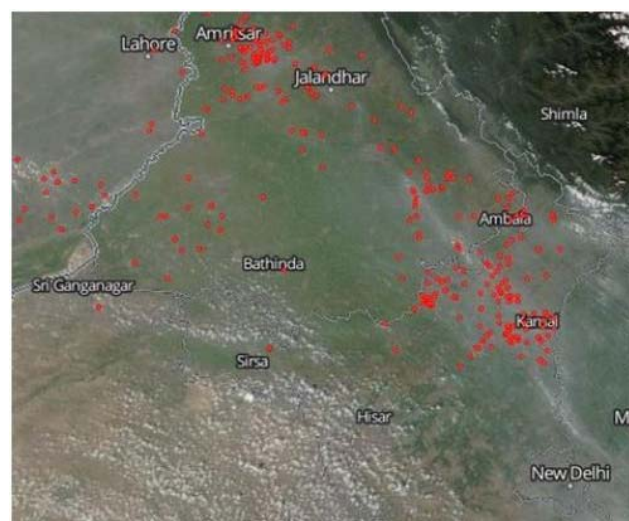 Lahore
Amritsar
Jalandhar
Shimla
Ambala
Bathinda
Sri Ganganagar
Karnal
Sirsa
Hisar
M
New Delhi